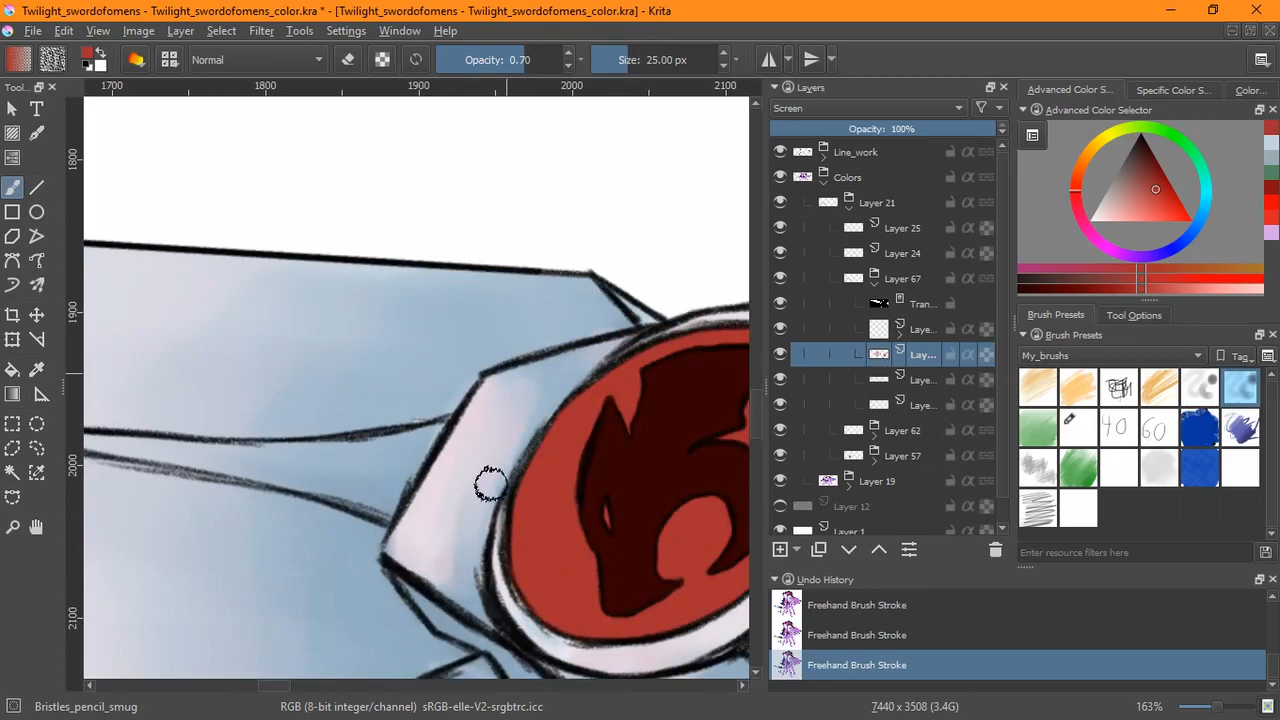 Twilight_swordofomens - Twilight_swordofomens_color.kra * - [Twilight_swordofomens - Twilight_swordofomens_color.kra] - Krita
File Edit View Image Layer Select Filter Tools Settings Window Help
Normal Opacity: 0.70 Size: 25.00 px
Tool...
1700 1800 1900 2000 2100
1800
1900
2000
2100
Layers
Screen
Opacity: 100%
Line_work
Colors
Layer 21
Layer 25
Layer 24
Layer 67
Tran...
Laye...
Lay...
Laye...
Laye...
Layer 62
Layer 57
Layer 19
Layer 12
Layer 1
Undo History
Freehand Brush Stroke
Freehand Brush Stroke
Freehand Brush Stroke
Advanced Color S... Specific Color S... Color...
Advanced Color Selector
Brush Presets Tool Options
Brush Presets
My_brushes Tag
40 60
Enter resource filters here
Bristles_pencil_smug RGB (8-bit integer/channel) sRGB-elle-V2-srgbtrc.icc 7440 x 3508 (3.4G) 163%